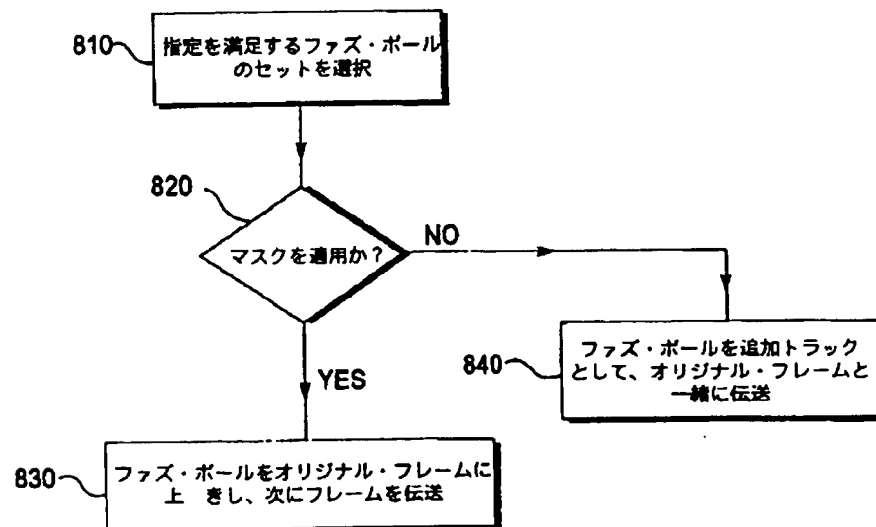 810
指定を満足するファズ・ボール
のセットを選択
820
マスクを適用か？
NO
YES
840
ファズ・ボールを追加トラック
として、オリジナル・フレームと
一緒に伝送
830
ファズ・ボールをオリジナル・フレームに
上 きし、次にフレームを伝送